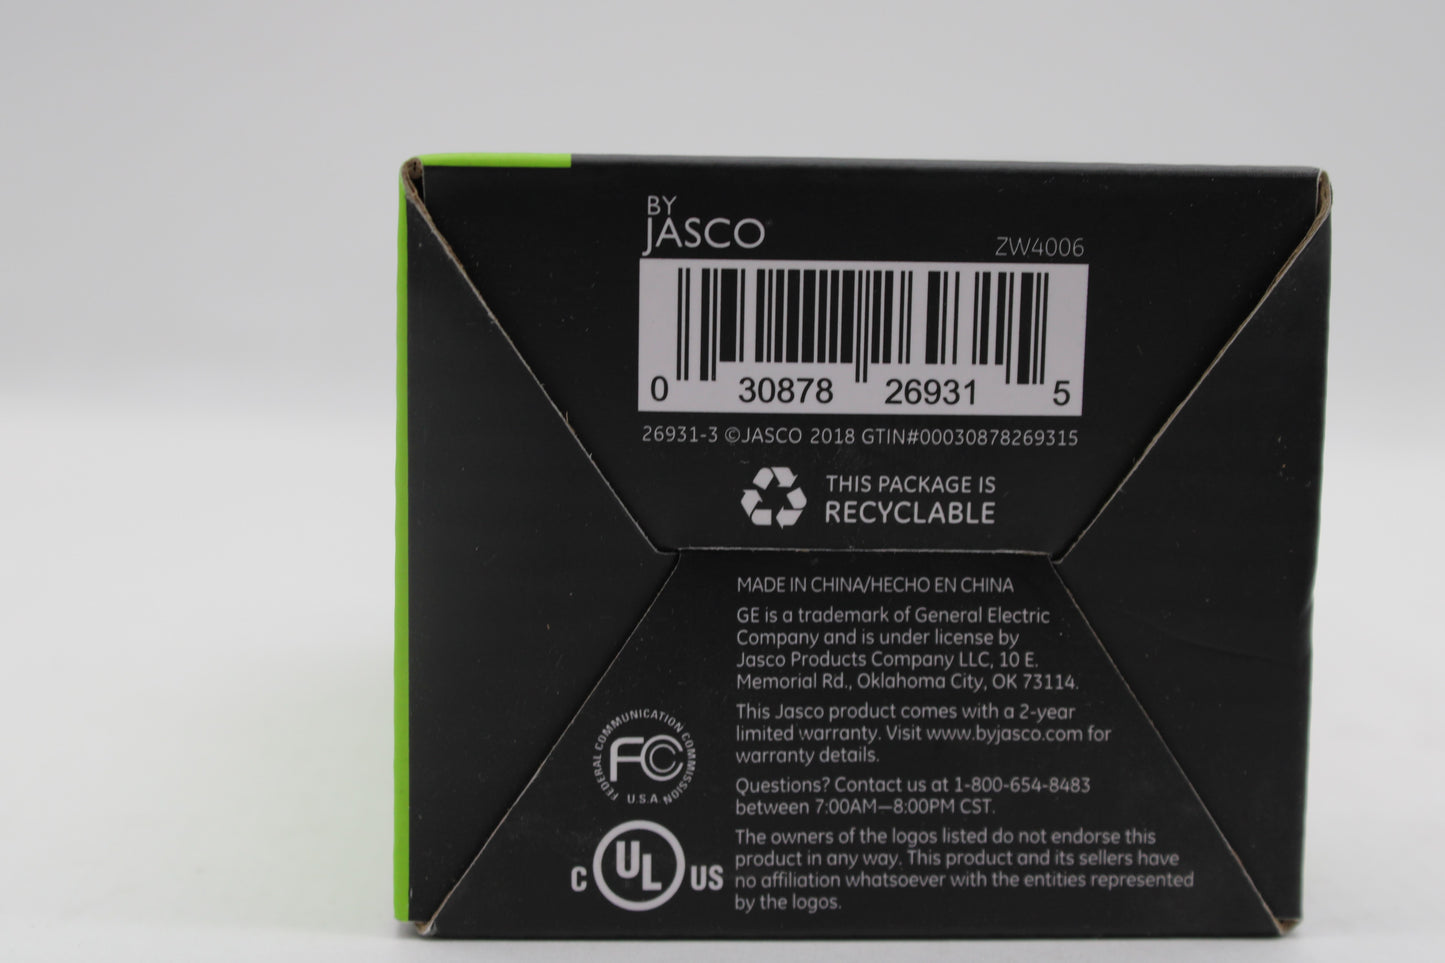 BY
JASCO
ZW4006
0 30878 26931 5
26931-3 ©JASCO 2018 GTIN#00030878269315
THIS PACKAGE IS
RECYCLABLE
MADE IN CHINA/HECHO EN CHINA
GE is a trademark of General Electric
Company and is under license by
Jasco Products Company LLC, 10 E.
Memorial Rd., Oklahoma City, OK 73114.
This Jasco product comes with a 2-year
limited warranty. Visit www.byjasco.com for
warranty details.
Questions? Contact us at 1-800-654-8483
between 7:00AM—8:00PM CST.
The owners of the logos listed do not endorse this
product in any way. This product and its sellers have
no affiliation whatsoever with the entities represented
by the logos.
FEDERAL COMMUNICATION COMMISSION
FC
U.S.A.
C UL US